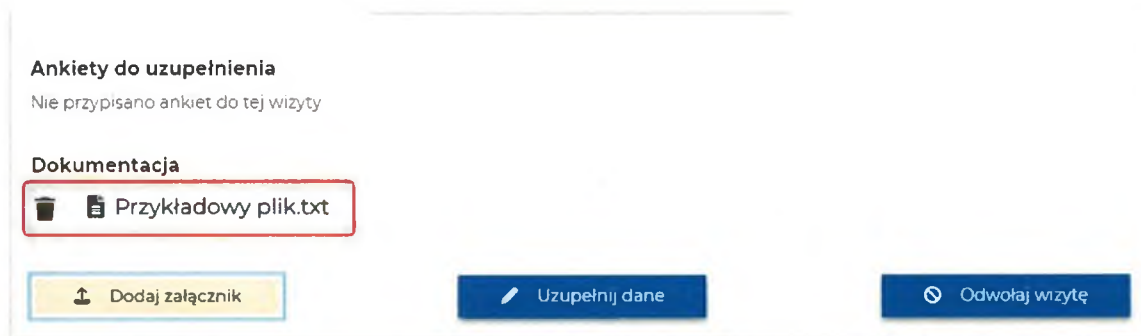 Ankiety do uzupełnienia
Nie przypisano ankiet do tej wizyty
Dokumentacja
Przykładowy plik.txt
Dodaj załącznik
Uzupełnij dane
Odwołaj wizytę